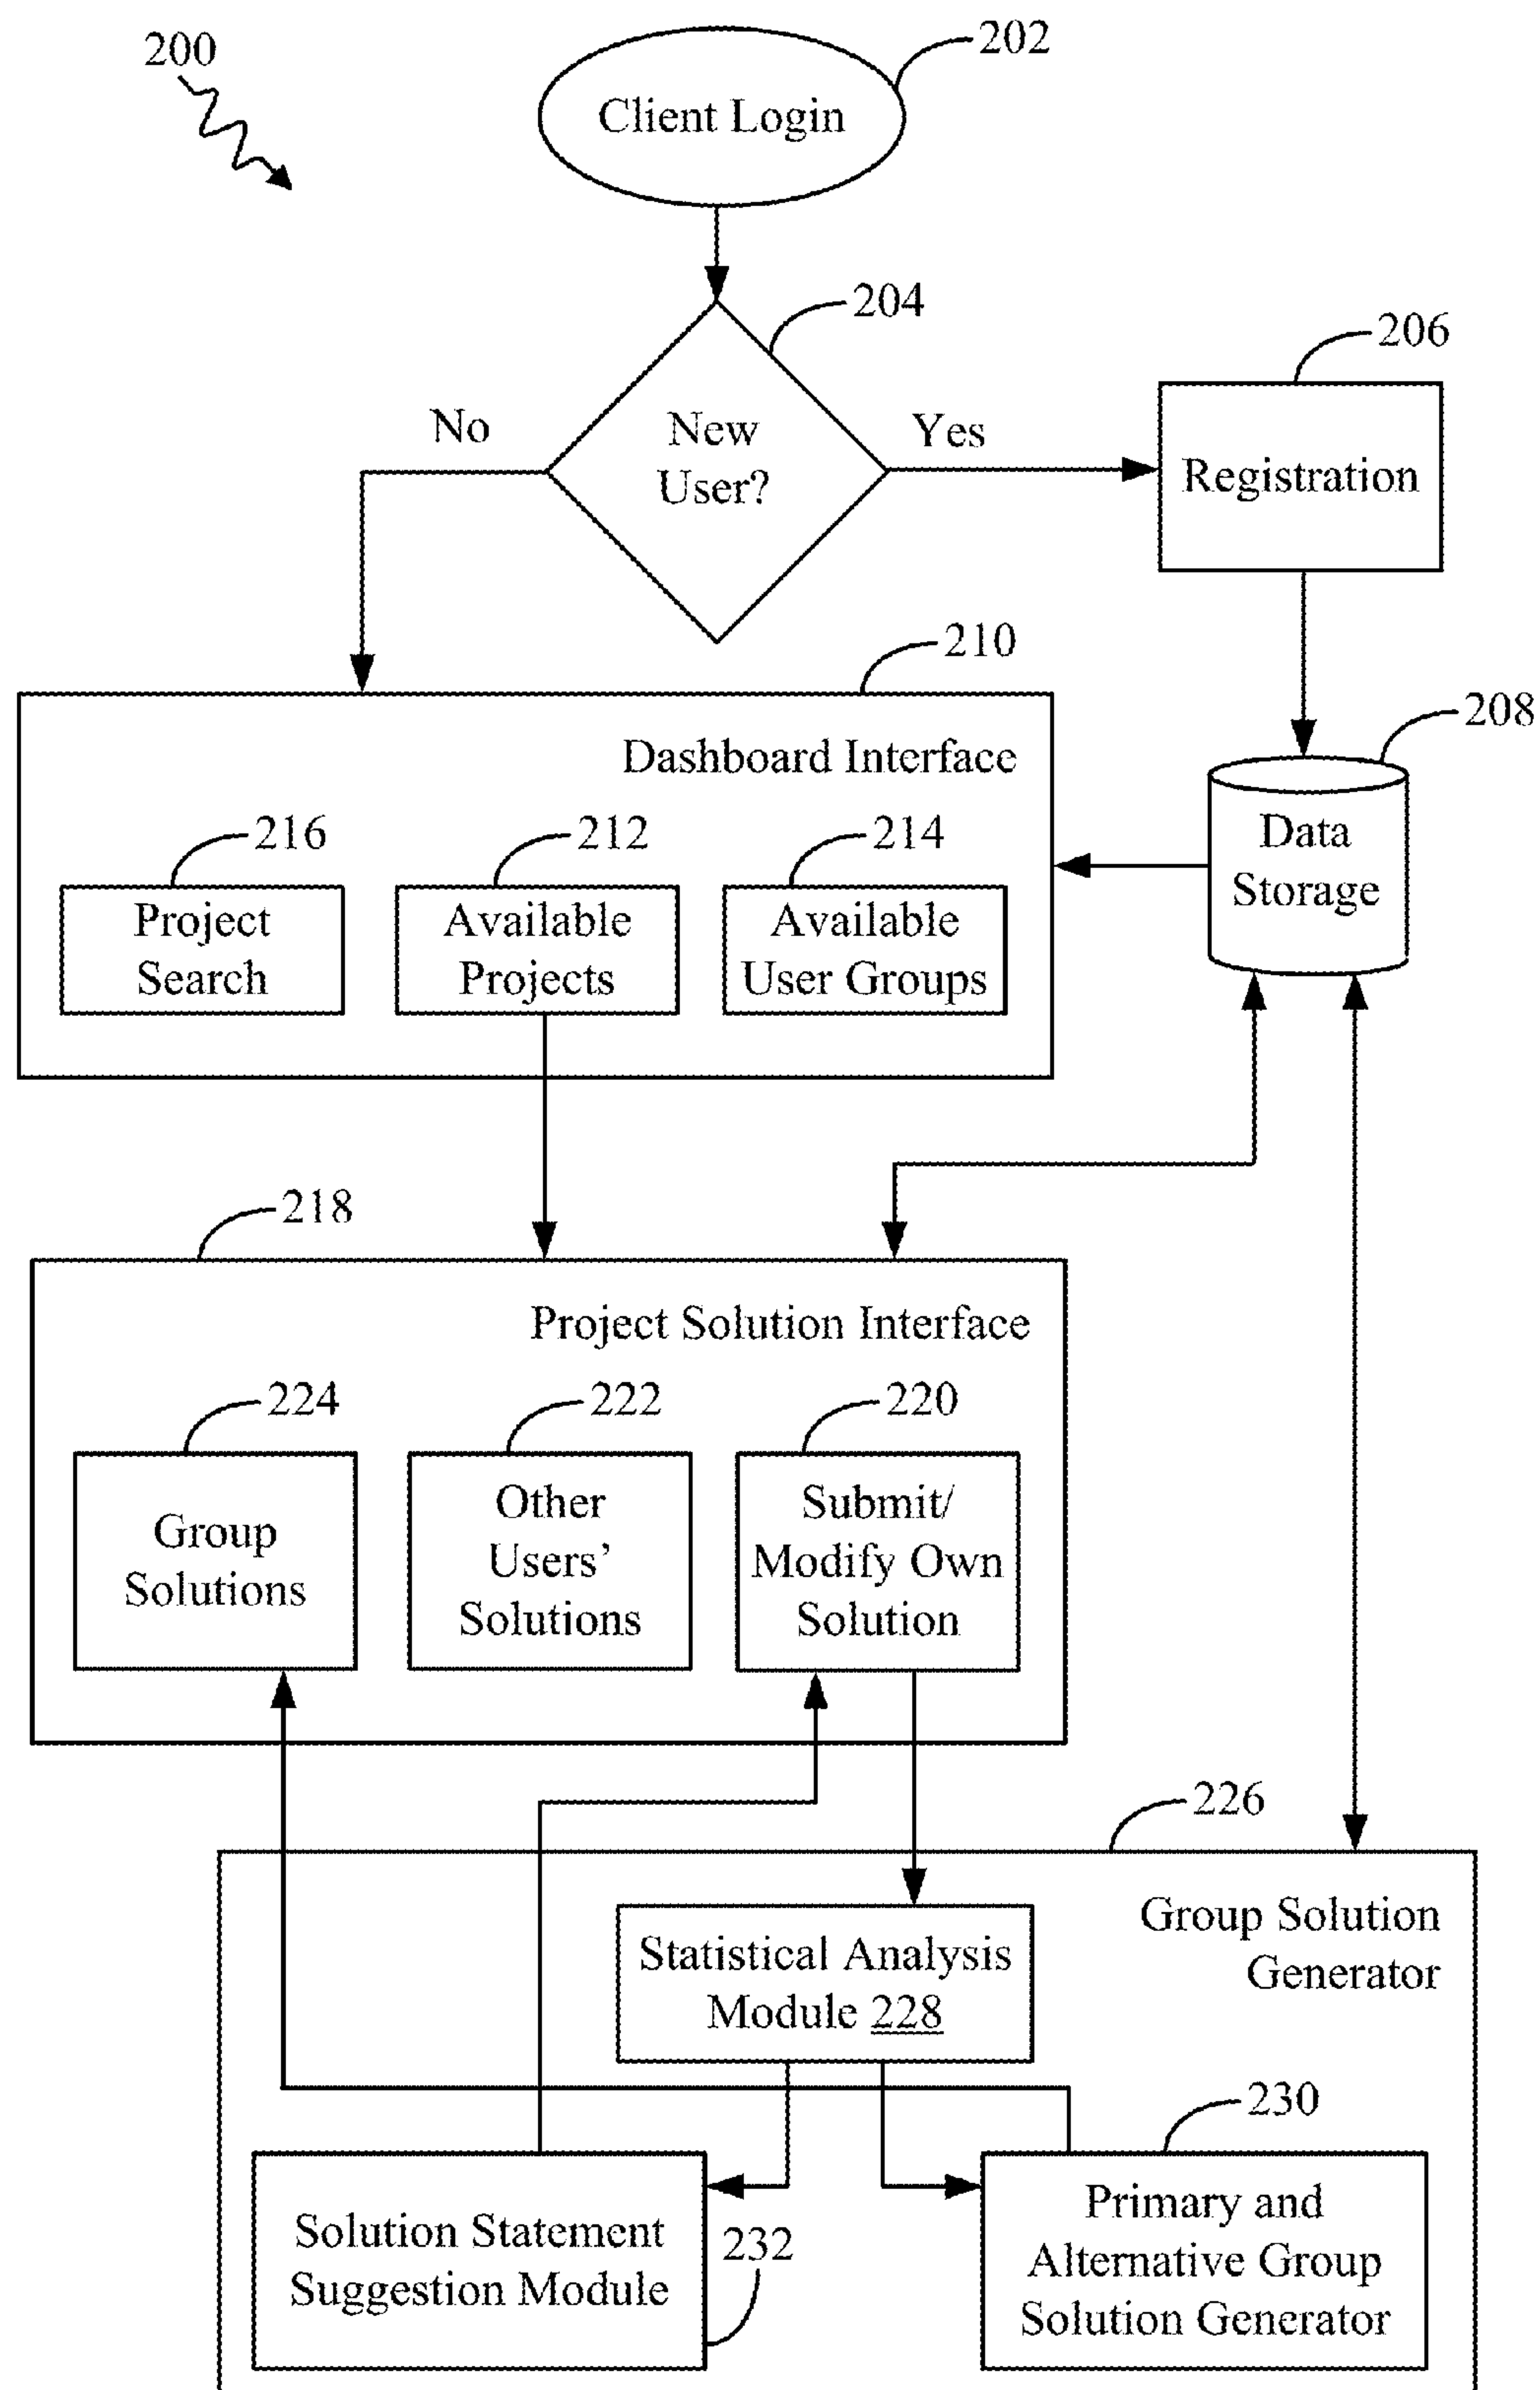 200
202
Client Login
204
206
No
New
User?
Yes
Registration
210
208
Dashboard Interface
Data
Storage
216
212
214
Project
Search
Available
Projects
Available
User Groups
218
Project Solution Interface
224
222
220
Group
Solutions
Other
Users’
Solutions
Submit/
Modify Own
Solution
226
Group Solution
Generator
Statistical Analysis
Module 228
230
Solution Statement
Suggestion Module
232
Primary and
Alternative Group
Solution Generator